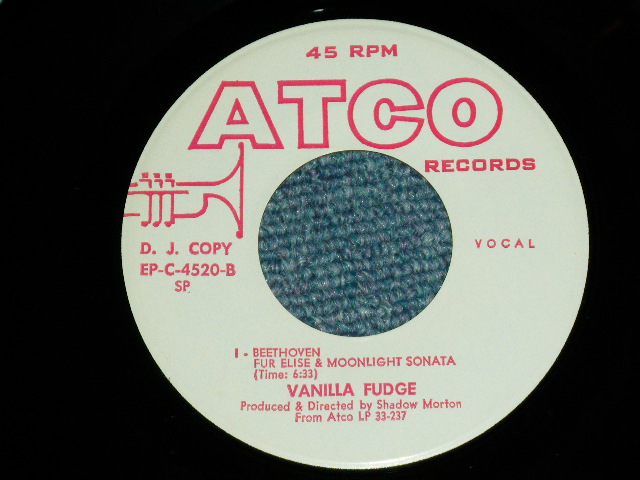 45 RPM
ATCO
RECORDS
D. J. COPY
EP-C-4520-B
SP
VOCAL
1 - BEETHOVEN
FUR ELISE & MOONLIGHT SONATA
(Time: 6:33)
VANILLA FUDGE
Produced & Directed by Shadow Morton
From Atco LP 33-237